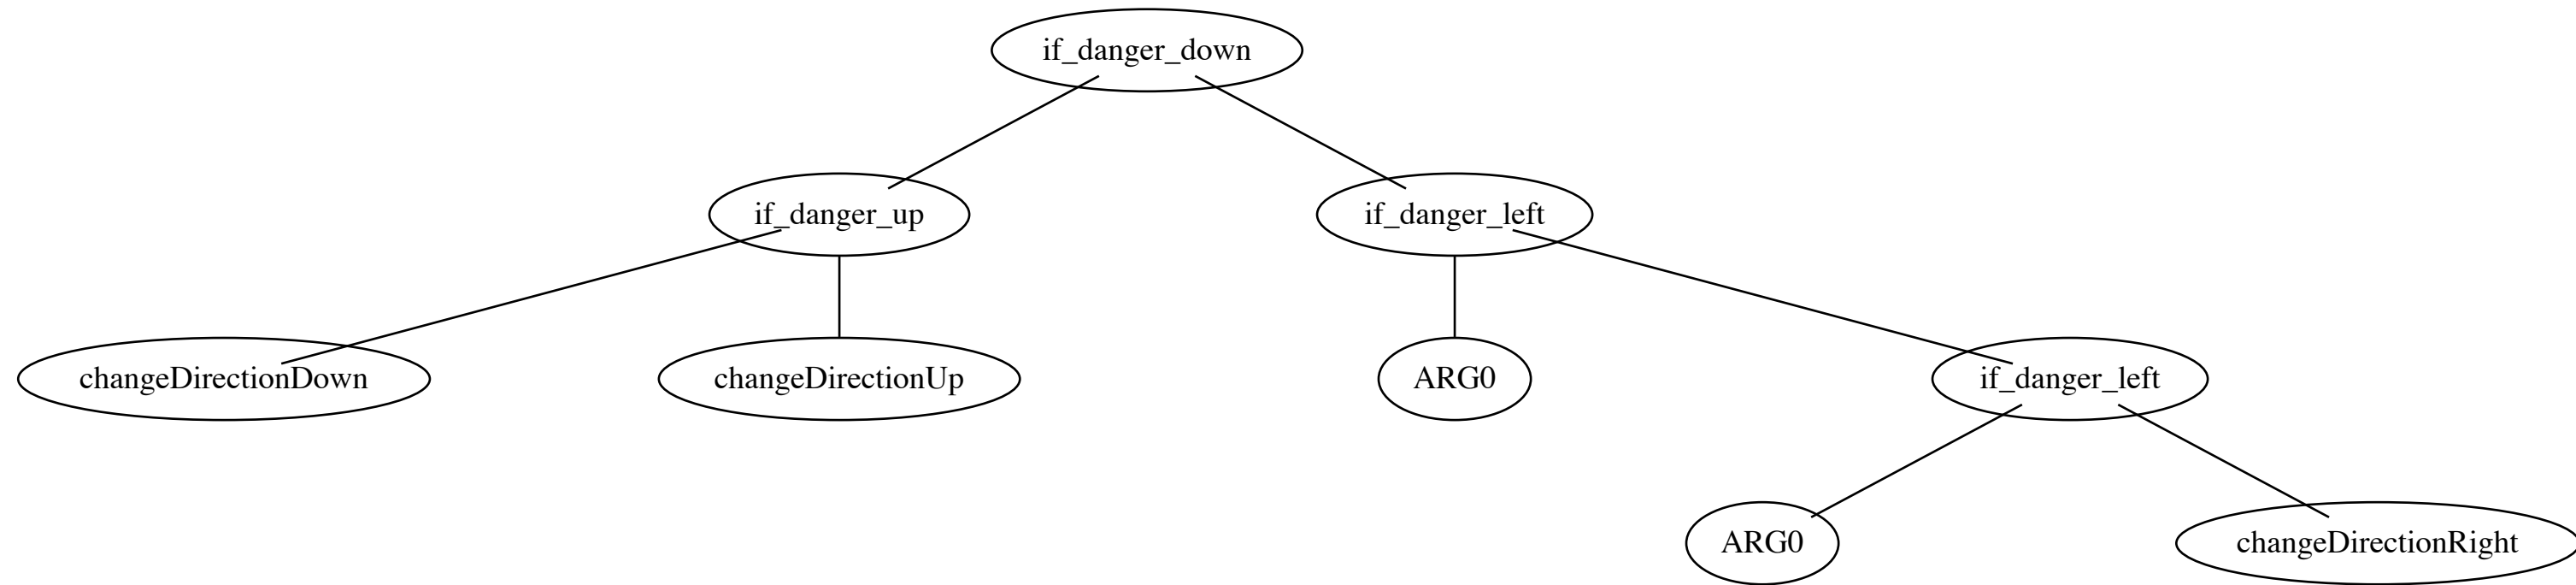 if_danger_down
if_danger_up
if_danger_left
changeDirectionDown
changeDirectionUp
ARG0
if_danger_left
ARG0
changeDirectionRight